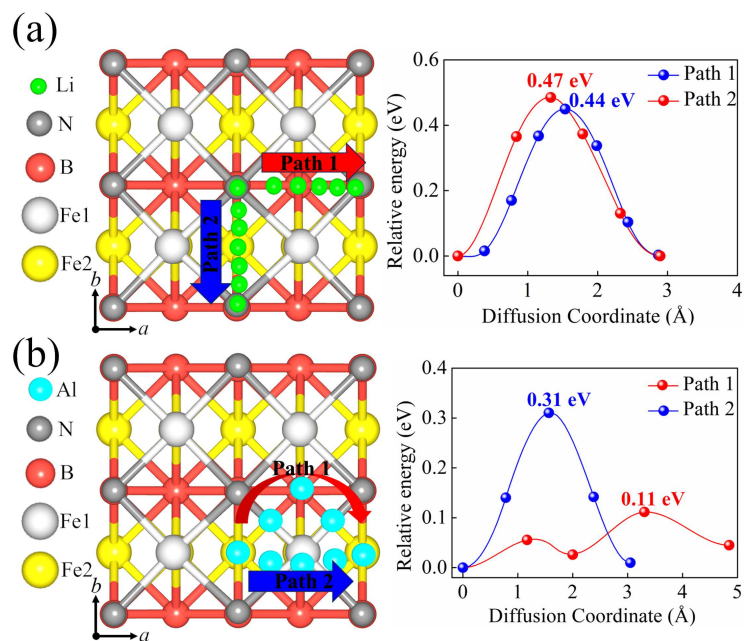 (a)
Li
N
B
Fe1
Fe2
b
a
Path 1
Path 2
Relative energy (eV)
0.6
0.4
0.2
0.0
0.47 eV
0.44 eV
Path 1
Path 2
0 1 2 3 4
Diffusion Coordinate (Å)
(b)
Al
N
B
Fe1
Fe2
b
a
Path 1
Path 2
Relative energy (eV)
0.4
0.3
0.2
0.1
0.0
0.31 eV
0.11 eV
Path 1
Path 2
0 1 2 3 4 5
Diffusion Coordinate (Å)